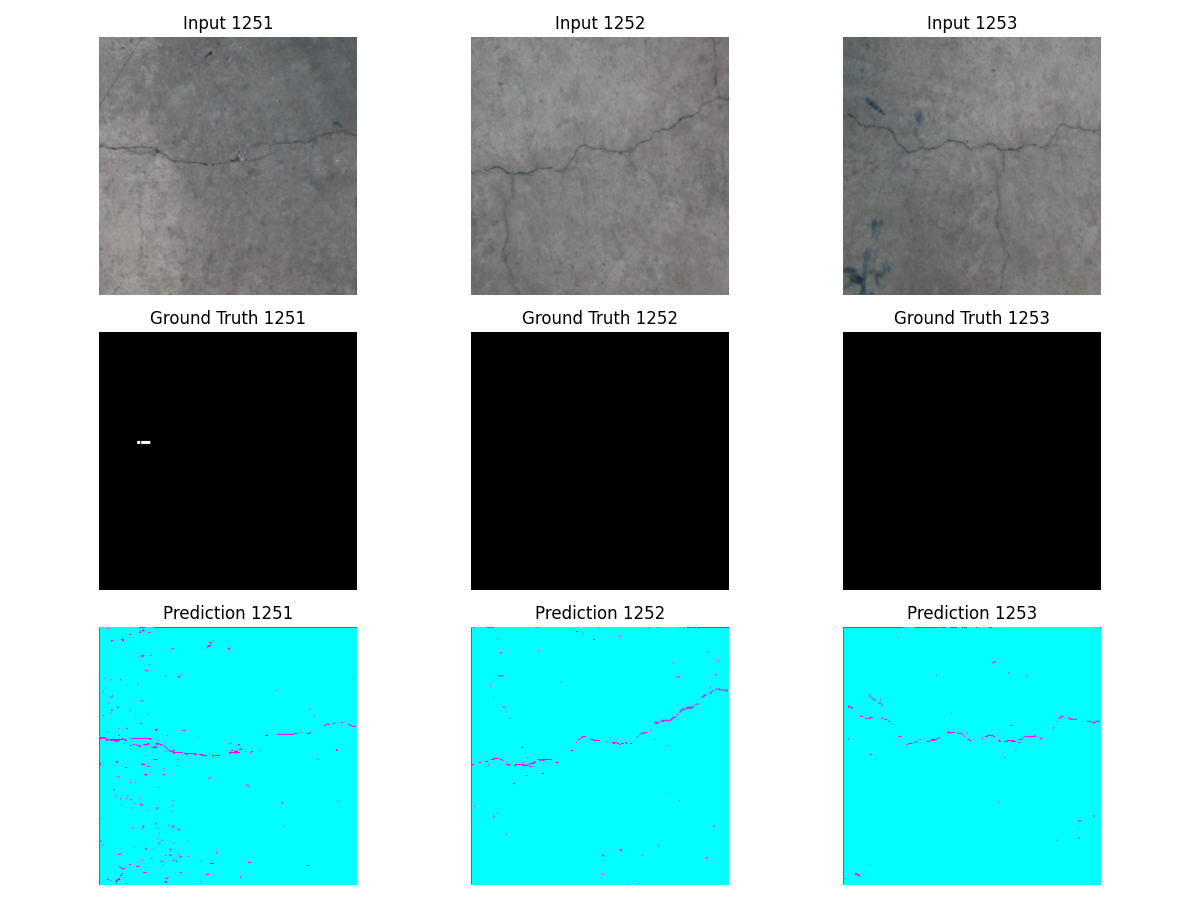 Input 1251
Input 1252
Input 1253
Ground Truth 1251
Ground Truth 1252
Ground Truth 1253
Prediction 1251
Prediction 1252
Prediction 1253